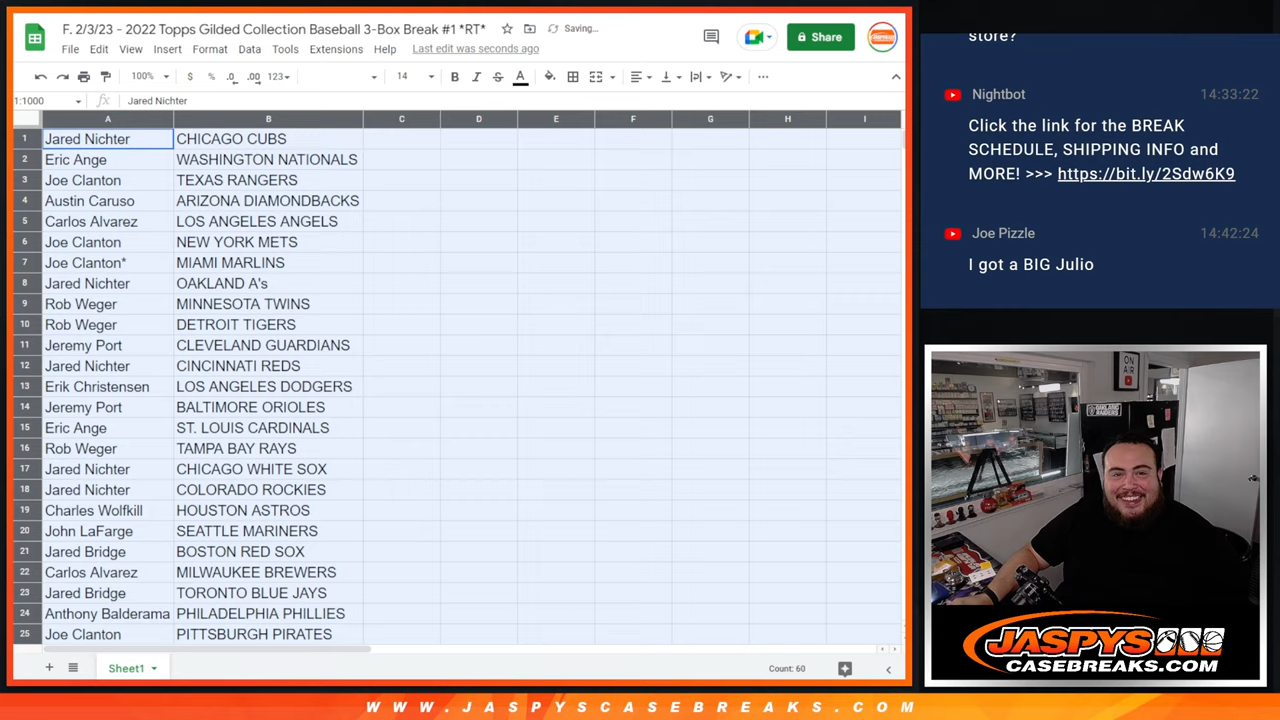 F. 2/3/23 - 2022 Topps Gilded Collection Baseball 3-Box Break #1 *RT*
Saving...
File Edit View Insert Format Data Tools Extensions Help Last edit was seconds ago
Share
100% $ % .0 .00 123 14 B I S A
1:1000 fx Jared Nichter
A B C D E F G H I
1 Jared Nichter CHICAGO CUBS
2 Eric Ange WASHINGTON NATIONALS
3 Joe Clanton TEXAS RANGERS
4 Austin Caruso ARIZONA DIAMONDBACKS
5 Carlos Alvarez LOS ANGELES ANGELS
6 Joe Clanton NEW YORK METS
7 Joe Clanton* MIAMI MARLINS
8 Jared Nichter OAKLAND A's
9 Rob Weger MINNESOTA TWINS
10 Rob Weger DETROIT TIGERS
11 Jeremy Port CLEVELAND GUARDIANS
12 Jared Nichter CINCINNATI REDS
13 Erik Christensen LOS ANGELES DODGERS
14 Jeremy Port BALTIMORE ORIOLES
15 Eric Ange ST. LOUIS CARDINALS
16 Rob Weger TAMPA BAY RAYS
17 Jared Nichter CHICAGO WHITE SOX
18 Jared Nichter COLORADO ROCKIES
19 Charles Wolfkill HOUSTON ASTROS
20 John LaFarge SEATTLE MARINERS
21 Jared Bridge BOSTON RED SOX
22 Carlos Alvarez MILWAUKEE BREWERS
23 Jared Bridge TORONTO BLUE JAYS
24 Anthony Balderama PHILADELPHIA PHILLIES
25 Joe Clanton PITTSBURGH PIRATES
Sheet1
Count: 60
store?
Nightbot 14:33:22
Click the link for the BREAK
SCHEDULE, SHIPPING INFO and
MORE! >>> https://bit.ly/2Sdw6K9
Joe Pizzle 14:42:24
I got a BIG Julio
ON
AIR
JASPYS
CASEBREAKS.COM
WWW.JASPYSCASEBREAKS.COM